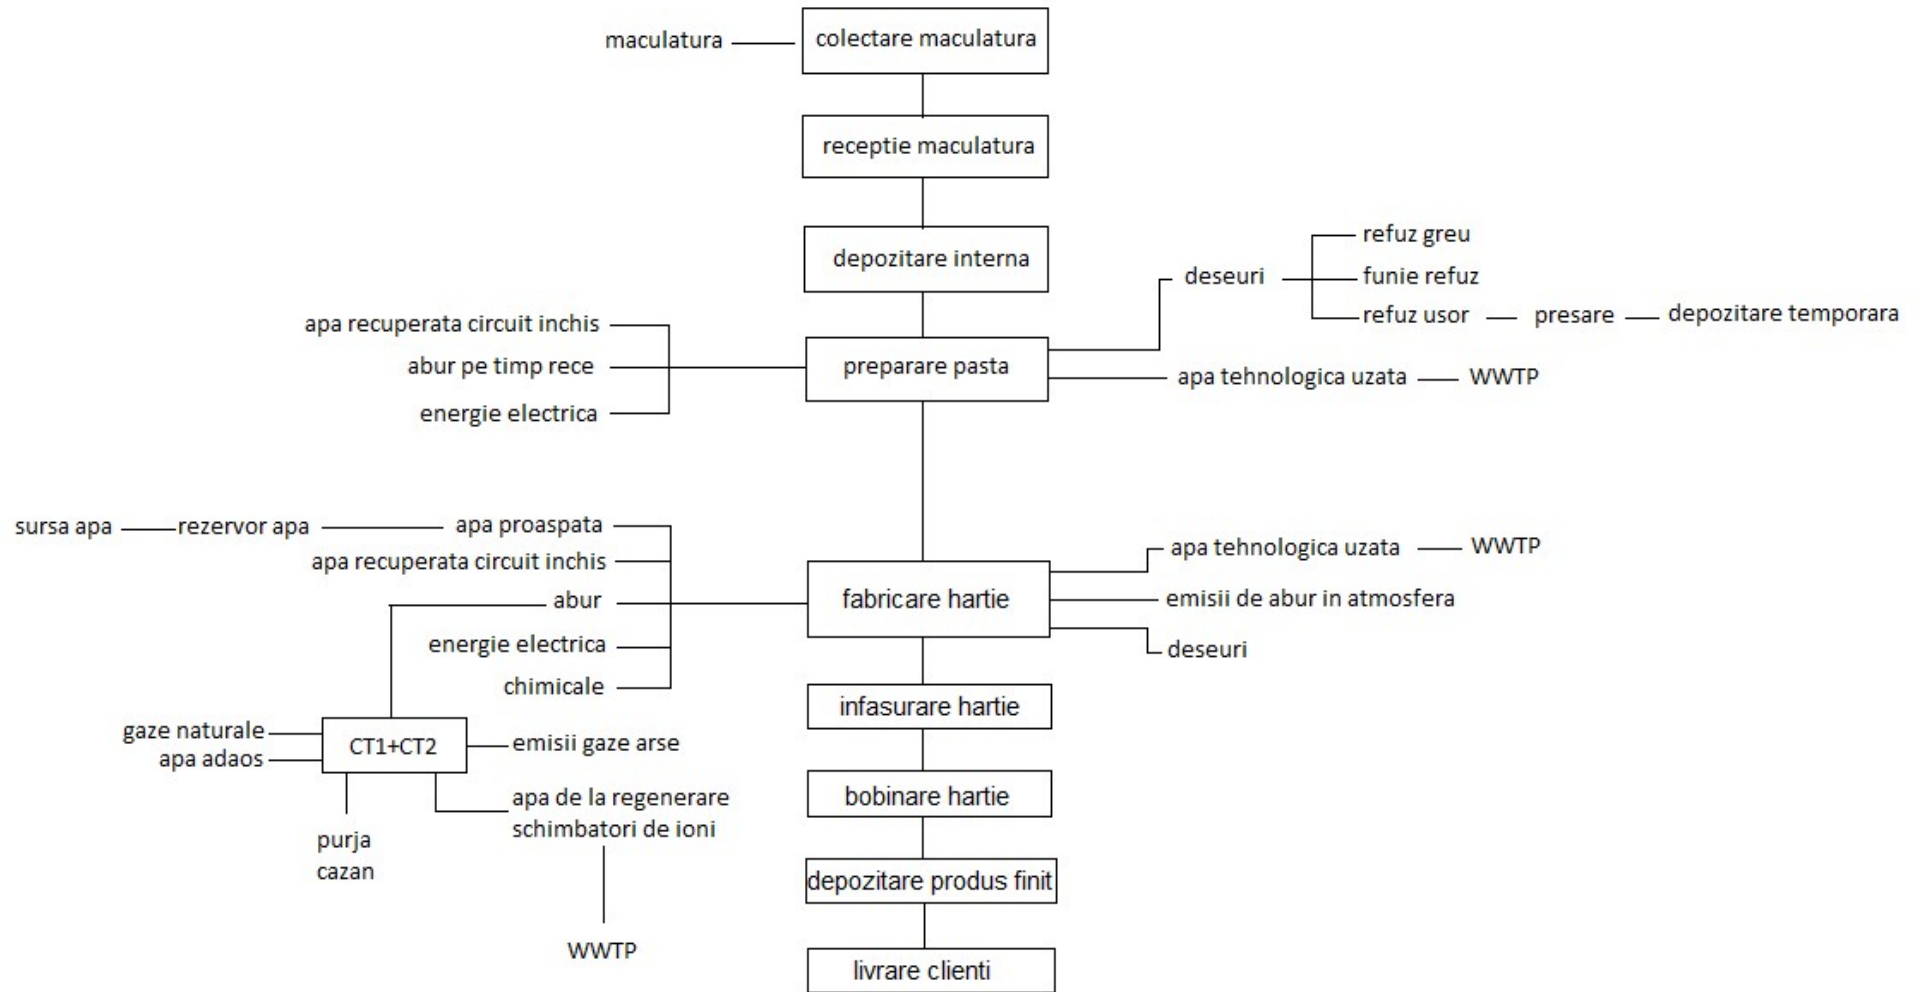 maculatura
colectare maculatura
receptie maculatura
depozitare interna
refuz greu
deseuri
funie refuz
refuz usor
presare
depozitare temporara
apa recuperata circuit inchis
abur pe timp rece
energie electrica
preparare pasta
apa tehnologica uzata
WWTP
sursa apa
rezervor apa
apa proaspata
apa recuperata circuit inchis
abur
energie electrica
chimicale
fabricare hartie
apa tehnologica uzata
WWTP
emisii de abur in atmosfera
deseuri
infasurare hartie
gaze naturale
apa adaos
CT1+CT2
emisii gaze arse
apa de la regenerare
schimbatori de ioni
purja
cazan
WWTP
bobinare hartie
depozitare produs finit
livrare clienti